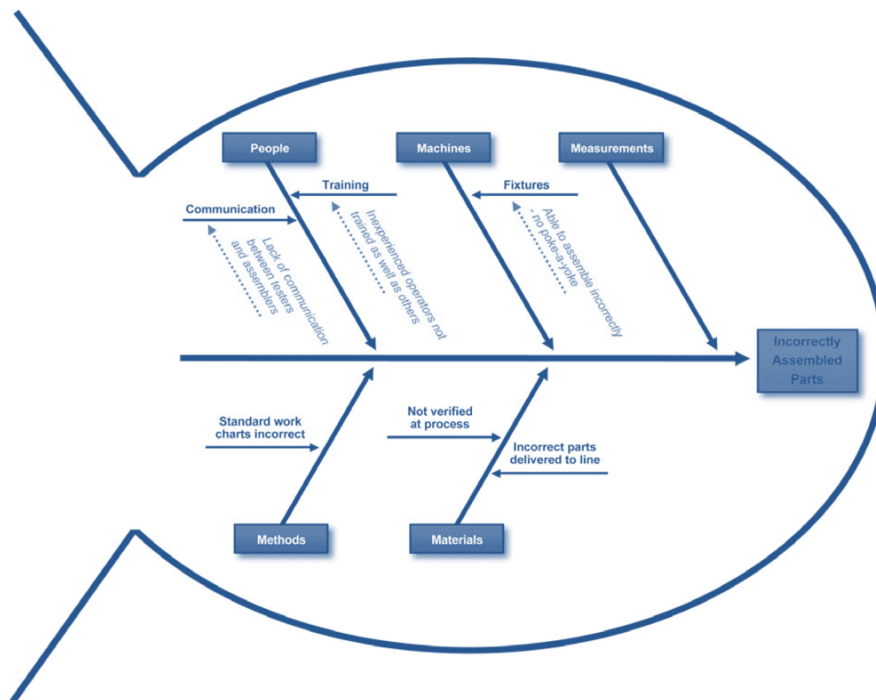 People
Machines
Measurements
Training
Fixtures
Communication
Lack of communication
between testers
and assemblers
Inexperienced operators not
trained as well as others
Able to assemble incorrectly
- no poke-a-yoke
Incorrectly
Assembled
Parts
Standard work
charts incorrect
Not verified
at process
Incorrect parts
delivered to line
Methods
Materials